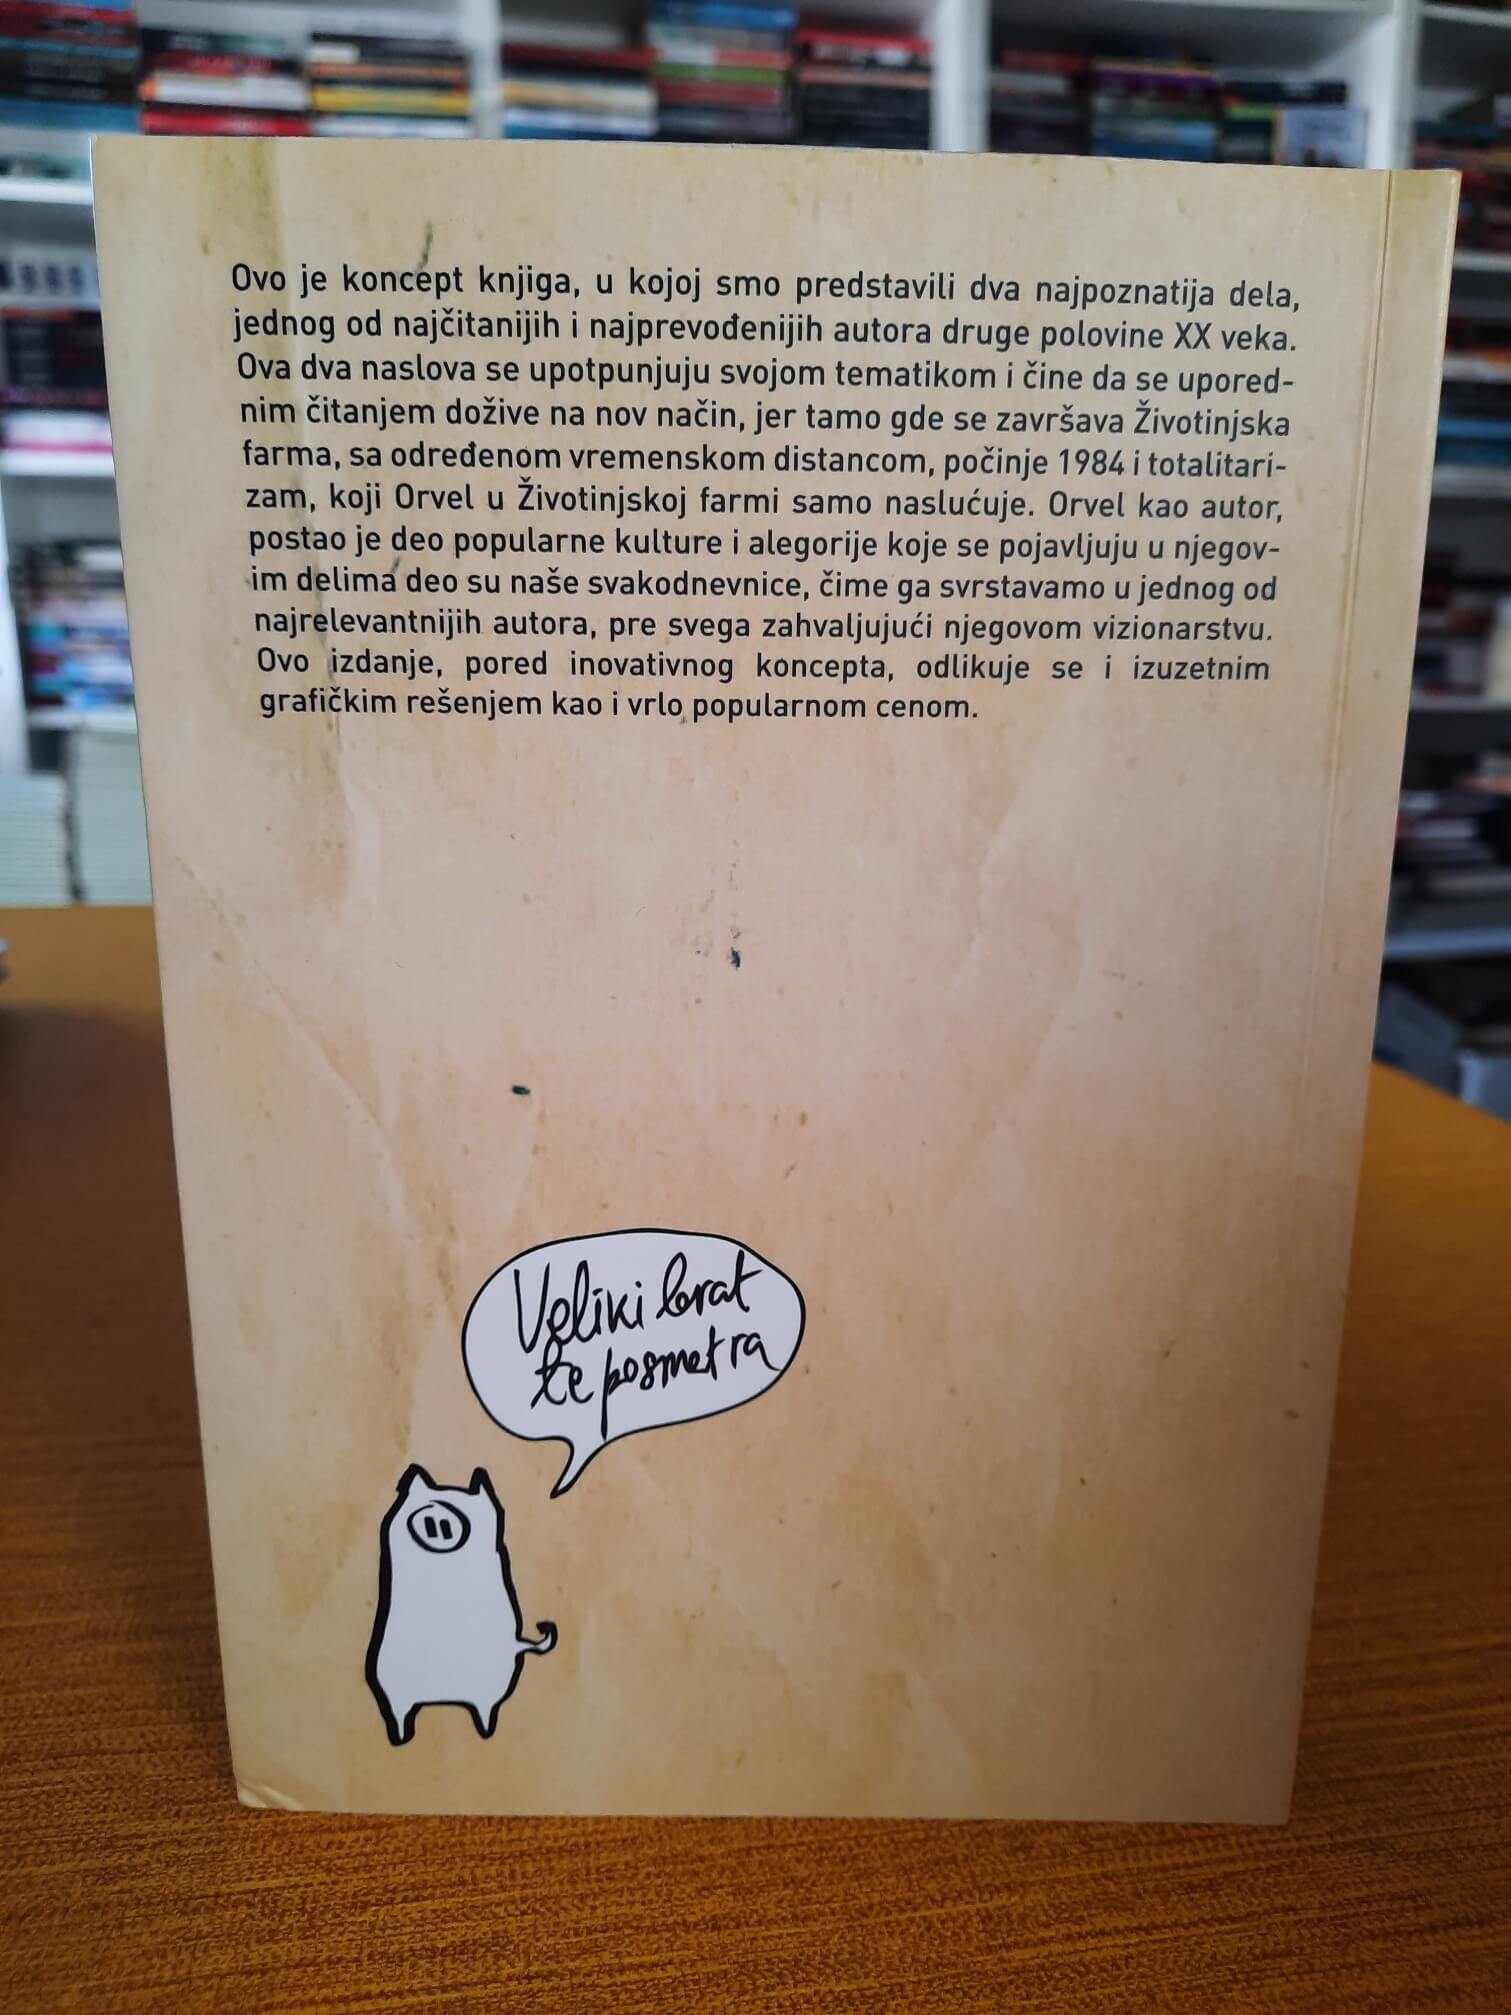 Ovo je koncept knjiga, u kojoj smo predstavili dva najpoznatija dela,
jednog od najčitanijih i najprevođenijih autora druge polovine XX veka.
Ova dva naslova se upotpunjuju svojom tematikom i čine da se upored-
nim čitanjem dožive na nov način, jer tamo gde se završava Životinjska
farma, sa određenom vremenskom distancom, počinje 1984 i totalitari-
zam, koji Orvel u Životinjskoj farmi samo naslućuje. Orvel kao autor,
postao je deo popularne kulture i alegorije koje se pojavljuju u njegov-
im delima deo su naše svakodnevnice, čime ga svrstavamo u jednog od
najrelevantnijih autora, pre svega zahvaljujući njegovom vizionarstvu.
Ovo izdanje, pored inovativnog koncepta, odlikuje se i izuzetnim
grafičkim rešenjem kao i vrlo popularnom cenom.
Veliki brat
te posmatra